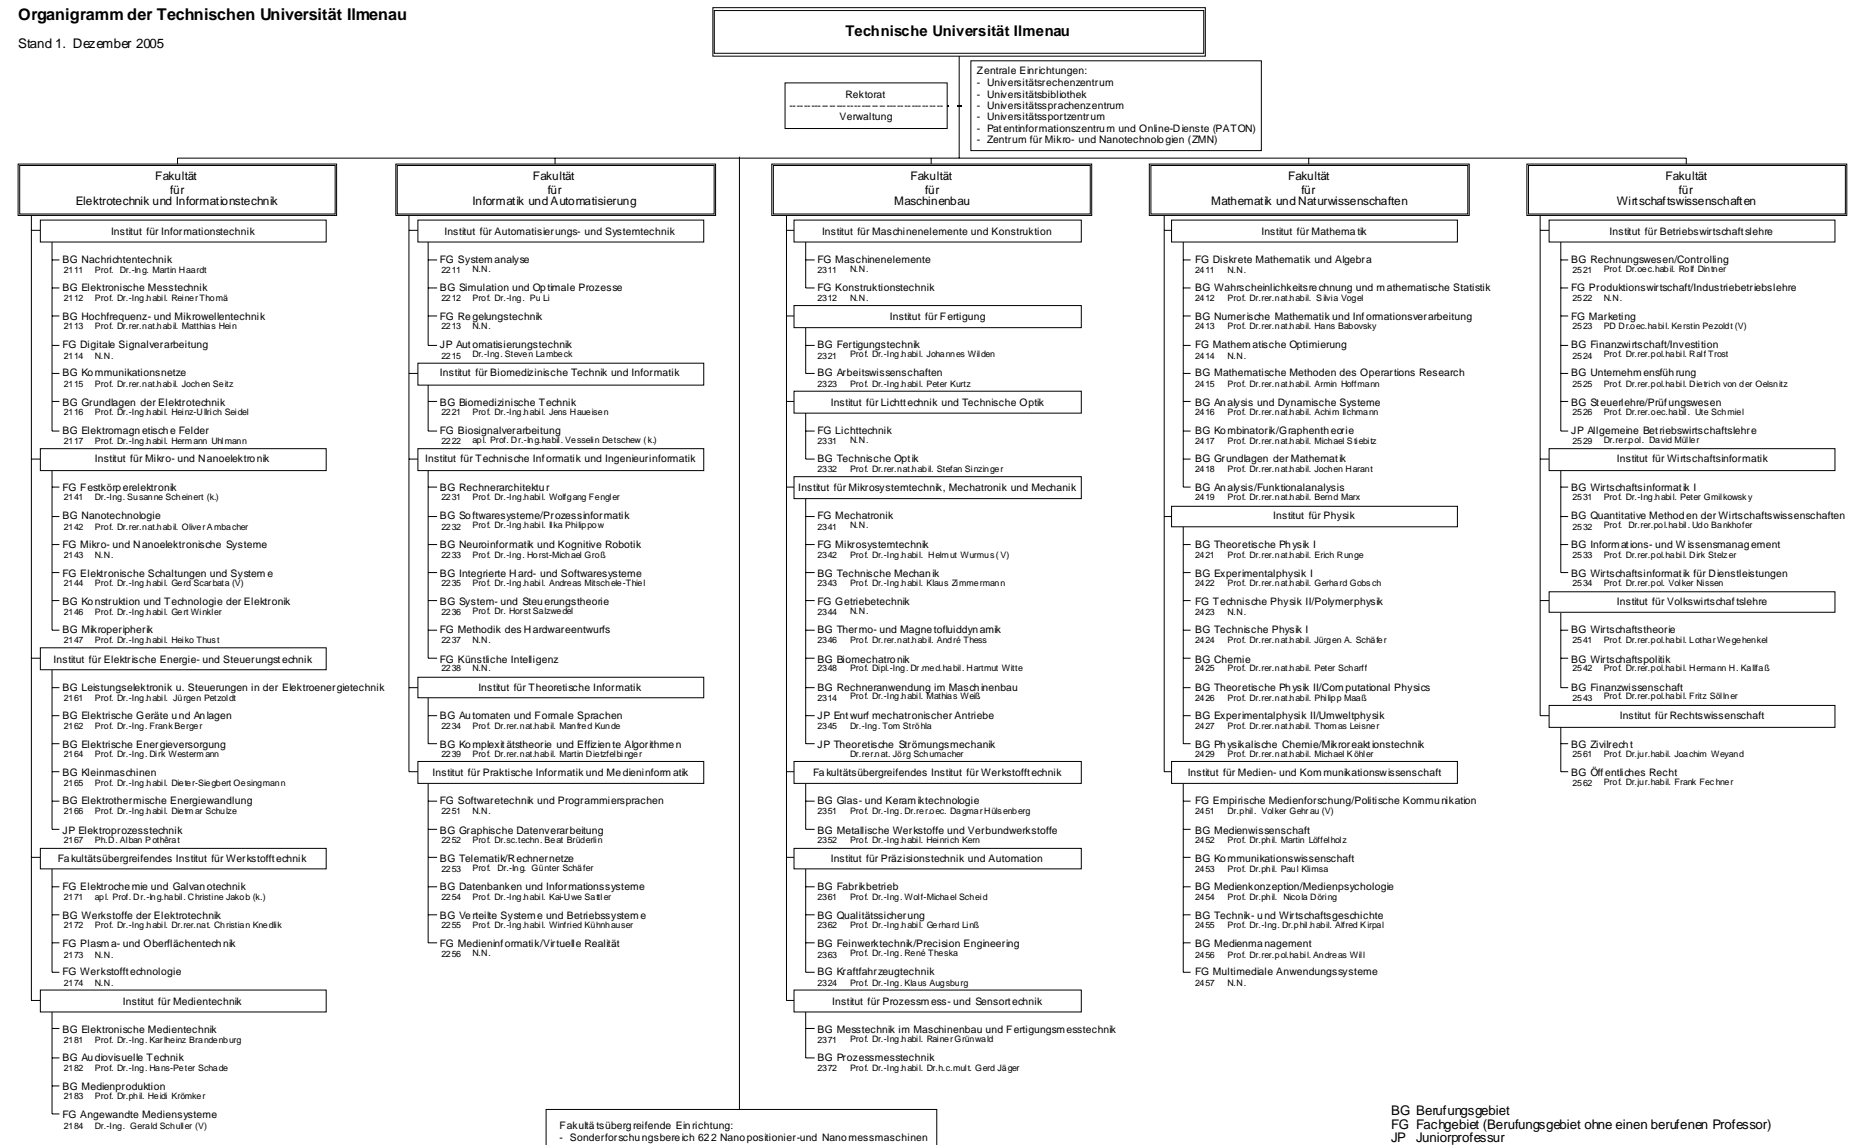 Organigramm der Technischen Universität Ilmenau
Stand 1. Dezember 2005
Technische Universität Ilmenau
Rektorat
Verwaltung
Zentrale Einrichtungen:
- Universitätsrechenzentrum
- Universitätsbibliothek
- Universitätssprachenzentrum
- Universitätssportzentrum
- Patentinformationszentrum und Online-Dienste (PATON)
- Zentrum für Mikro- und Nanotechnologien (ZMN)
Fakultät
für
Elektrotechnik und Informationstechnik
Institut für Informationstechnik
BG Nachrichtentechnik
2111 Prof. Dr.-Ing. Martin Haardt
BG Elektronische Messtechnik
2112 Prof. Dr.-Ing.habil. Reiner Thomä
BG Hochfrequenz- und Mikrowellentechnik
2113 Prof. Dr.rer.nat.habil. Matthias Hein
FG Digitale Signalverarbeitung
2114 N.N.
BG Kommunikationsnetze
2115 Prof. Dr.rer.nat.habil. Jochen Seitz
BG Grundlagen der Elektrotechnik
2116 Prof. Dr.-Ing.habil. Heinz-Ullrich Seidel
BG Elektromagnetische Felder
2117 Prof. Dr.-Ing.habil. Hermann Uhlmann
Institut für Mikro- und Nanoelektronik
FG Festkörperelektronik
2141 Dr.-Ing. Susanne Scheinert (k.)
BG Nanotechnologie
2142 Prof. Dr.rer.nat.habil. Oliver Ambacher
FG Mikro- und Nanoelektronische Systeme
2143 N.N.
FG Elektronische Schaltungen und Systeme
2144 Prof. Dr.-Ing.habil. Gerd Scarbata (V)
BG Konstruktion und Technologie der Elektronik
2146 Prof. Dr.-Ing.habil. Gert Winkler
BG Mikroperipherik
2147 Prof. Dr.-Ing.habil. Heiko Thust
Institut für Elektrische Energie- und Steuerungstechnik
BG Leistungselektronik u. Steuerungen in der Elektroenergietechnik
2161 Prof. Dr.-Ing.habil. Jürgen Petzoldt
BG Elektrische Geräte und Anlagen
2162 Prof. Dr.-Ing. Frank Berger
BG Elektrische Energieversorgung
2164 Prof. Dr.-Ing. Dirk Westermann
BG Kleinmaschinen
2165 Prof. Dr.-Ing.habil. Dieter-Siegbert Oesingmann
BG Elektrothermische Energiewandlung
2166 Prof. Dr.-Ing.habil. Dietmar Schulze
JP Elektroprozesstechnik
2167 Ph.D. Alban Pothérat
Fakultätsübergreifendes Institut für Werkstofftechnik
FG Elektrochemie und Galvanotechnik
2171 apl. Prof. Dr.-Ing.habil. Christine Jakob (k.)
BG Werkstoffe der Elektrotechnik
2172 Prof. Dr.-Ing.habil. Dr.rer.nat. Christian Knedlik
FG Plasma- und Oberflächentechnik
2173 N.N.
FG Werkstofftechnologie
2174 N.N.
Institut für Medientechnik
BG Elektronische Medientechnik
2181 Prof. Dr.-Ing. Karlheinz Brandenburg
BG Audiovisuelle Technik
2182 Prof. Dr.-Ing. Hans-Peter Schade
BG Medienproduktion
2183 Prof. Dr.phil. Heidi Krömker
FG Angewandte Mediensysteme
2184 Dr.-Ing. Gerald Schuller (V)
Fakultät
für
Informatik und Automatisierung
Institut für Automatisierungs- und Systemtechnik
FG Systemanalyse
2211 N.N.
BG Simulation und Optimale Prozesse
2212 Prof. Dr.-Ing. Pu Li
FG Regelungstechnik
2213 N.N.
JP Automatisierungstechnik
2215 Dr.-Ing. Steven Lambeck
Institut für Biomedizinische Technik und Informatik
BG Biomedizinische Technik
2221 Prof. Dr.-Ing.habil. Jens Haueisen
FG Biosignalverarbeitung
2222 apl. Prof. Dr.-Ing.habil. Vesselin Detschew (k.)
Institut für Technische Informatik und Ingenieurinformatik
BG Rechnerarchitektur
2231 Prof. Dr.-Ing.habil. Wolfgang Fengler
BG Softwaresysteme/Prozessinformatik
2232 Prof. Dr.-Ing.habil. Ilka Philippow
BG Neuroinformatik und Kognitive Robotik
2233 Prof. Dr.-Ing. Horst-Michael Groß
BG Integrierte Hard- und Softwaresysteme
2235 Prof. Dr.-Ing.habil. Andreas Mitschele-Thiel
BG System- und Steuerungstheorie
2236 Prof. Dr. Horst Salzwedel
FG Methodik des Hardwareentwurfs
2237 N.N.
FG Künstliche Intelligenz
2238 N.N.
Institut für Theoretische Informatik
BG Automaten und Formale Sprachen
2234 Prof. Dr.rer.nat.habil. Manfred Kunde
BG Komplexitätstheorie und Effiziente Algorithmen
2239 Prof. Dr.rer.nat.habil. Martin Dietzfelbinger
Institut für Praktische Informatik und Medieninformatik
FG Softwaretechnik und Programmiersprachen
2251 N.N.
BG Graphische Datenverarbeitung
2252 Prof. Dr.sc.techn. Beat Brüderlin
BG Telematik/Rechnernetze
2253 Prof. Dr.-Ing. Günter Schäfer
BG Datenbanken und Informationssysteme
2254 Prof. Dr.-Ing.habil. Kai-Uwe Sattler
BG Verteilte Systeme und Betriebssysteme
2255 Prof. Dr.-Ing.habil. Winfried Kühnhauser
FG Medieninformatik/Virtuelle Realität
2256 N.N.
Fakultät
für
Maschinenbau
Institut für Maschinenelemente und Konstruktion
FG Maschinenelemente
2311 N.N.
FG Konstruktionstechnik
2312 N.N.
Institut für Fertigung
BG Fertigungstechnik
2321 Prof. Dr.-Ing.habil. Johannes Wilden
BG Arbeitswissenschaften
2323 Prof. Dr.-Ing.habil. Peter Kurtz
Institut für Lichttechnik und Technische Optik
FG Lichttechnik
2331 N.N.
BG Technische Optik
2332 Prof. Dr.rer.nat.habil. Stefan Sinzinger
Institut für Mikrosystemtechnik, Mechatronik und Mechanik
FG Mechatronik
2341 N.N.
FG Mikrosystemtechnik
2342 Prof. Dr.-Ing.habil. Helmut Wurmus (V)
BG Technische Mechanik
2343 Prof. Dr.-Ing.habil. Klaus Zimmermann
FG Getriebetechnik
2344 N.N.
BG Thermo- und Magnetofluiddynamik
2346 Prof. Dr.rer.nat.habil. André Thess
BG Biomechatronik
2348 Prof. Dipl.-Ing. Dr.med.habil. Hartmut Witte
BG Rechneranwendung im Maschinenbau
2314 Prof. Dr.-Ing.habil. Mathias Weiß
JP Entwurf mechatronischer Antriebe
2345 Dr.-Ing. Tom Ströhla
JP Theoretische Strömungsmechanik
Dr.rer.nat. Jörg Schumacher
Fakultätsübergreifendes Institut für Werkstofftechnik
BG Glas- und Keramiktechnologie
2351 Prof. Dr.-Ing. Dr.rer.oec. Dagmar Hülsenberg
BG Metallische Werkstoffe und Verbundwerkstoffe
2352 Prof. Dr.-Ing.habil. Heinrich Kern
Institut für Präzisionstechnik und Automation
BG Fabrikbetrieb
2361 Prof. Dr.-Ing. Wolf-Michael Scheid
BG Qualitätssicherung
2362 Prof. Dr.-Ing.habil. Gerhard Linß
BG Feinwerktechnik/Precision Engineering
2363 Prof. Dr.-Ing. René Theska
BG Kraftfahrzeugtechnik
2324 Prof. Dr.-Ing. Klaus Augsburg
Institut für Prozessmess- und Sensortechnik
BG Messtechnik im Maschinenbau und Fertigungsmesstechnik
2371 Prof. Dr.-Ing.habil. Rainer Grünwald
BG Prozessmesstechnik
2372 Prof. Dr.-Ing.habil. Dr.h.c.mult. Gerd Jäger
Fakultät
für
Mathematik und Naturwissenschaften
Institut für Mathematik
FG Diskrete Mathematik und Algebra
2411 N.N.
BG Wahrscheinlichkeitsrechnung und mathematische Statistik
2412 Prof. Dr.rer.nat.habil. Silvia Vogel
BG Numerische Mathematik und Informationsverarbeitung
2413 Prof. Dr.rer.nat.habil. Hans Babovsky
FG Mathematische Optimierung
2414 N.N.
BG Mathematische Methoden des Operartions Research
2415 Prof. Dr.rer.nat.habil. Armin Hoffmann
BG Analysis und Dynamische Systeme
2416 Prof. Dr.rer.nat.habil. Achim Ilchmann
BG Kombinatorik/Graphentheorie
2417 Prof. Dr.rer.nat.habil. Michael Stiebitz
BG Grundlagen der Mathematik
2418 Prof. Dr.rer.nat.habil. Jochen Harant
BG Analysis/Funktionalanalysis
2419 Prof. Dr.rer.nat.habil. Bernd Marx
Institut für Physik
BG Theoretische Physik I
2421 Prof. Dr.rer.nat.habil. Erich Runge
BG Experimentalphysik I
2422 Prof. Dr.rer.nat.habil. Gerhard Gobsch
FG Technische Physik II/Polymerphysik
2423 N.N.
BG Technische Physik I
2424 Prof. Dr.rer.nat.habil. Jürgen A. Schäfer
BG Chemie
2425 Prof. Dr.rer.nat.habil. Peter Scharff
BG Theoretische Physik II/Computational Physics
2426 Prof. Dr.rer.nat.habil. Philipp Maaß
BG Experimentalphysik II/Umweltphysik
2427 Prof. Dr.rer.nat.habil. Thomas Leisner
BG Physikalische Chemie/Mikroreaktionstechnik
2429 Prof. Dr.rer.nat.habil. Michael Köhler
Institut für Medien- und Kommunikationswissenschaft
FG Empirische Medienforschung/Politische Kommunikation
2451 Dr.phil. Volker Gehrau (V)
BG Medienwissenschaft
2452 Prof. Dr.phil. Martin Löffelholz
BG Kommunikationswissenschaft
2453 Prof. Dr.phil. Paul Klimsa
BG Medienkonzeption/Medienpsychologie
2454 Prof. Dr.phil. Nicola Döring
BG Technik- und Wirtschaftsgeschichte
2455 Prof. Dr.-Ing. Dr.phil.habil. Alfred Kirpal
BG Medienmanagement
2456 Prof. Dr.rer.pol.habil. Andreas Will
FG Multimediale Anwendungssysteme
2457 N.N.
Fakultät
für
Wirtschaftswissenschaften
Institut für Betriebswirtschaftslehre
BG Rechnungswesen/Controlling
2521 Prof. Dr.oec.habil. Rolf Dintner
FG Produktionswirtschaft/Industriebetriebslehre
2522 N.N.
FG Marketing
2523 PD Dr.oec.habil. Kerstin Pezoldt (V)
BG Finanzwirtschaft/Investition
2524 Prof. Dr.rer.pol.habil. Ralf Trost
BG Unternehmensführung
2525 Prof. Dr.rer.pol.habil. Dietrich von der Oelsnitz
BG Steuerlehre/Prüfungswesen
2526 Prof. Dr.rer.oec.habil. Ute Schmiel
JP Allgemeine Betriebswirtschaftslehre
2529 Dr.rer.pol. David Müller
Institut für Wirtschaftsinformatik
BG Wirtschaftsinformatik I
2531 Prof. Dr.-Ing.habil. Peter Gmilkowsky
BG Quantitative Methoden der Wirtschaftswissenschaften
2532 Prof. Dr.rer.pol.habil. Udo Bankhofer
BG Informations- und Wissensmanagement
2533 Prof. Dr.rer.pol.habil. Dirk Stelzer
BG Wirtschaftsinformatik für Dienstleistungen
2534 Prof. Dr.rer.pol. Volker Nissen
Institut für Volkswirtschaftslehre
BG Wirtschaftstheorie
2541 Prof. Dr.rer.pol.habil. Lothar Wegehenkel
BG Wirtschaftspolitik
2542 Prof. Dr.rer.pol.habil. Hermann H. Kallfaß
BG Finanzwissenschaft
2543 Prof. Dr.rer.pol.habil. Fritz Söllner
Institut für Rechtswissenschaft
BG Zivilrecht
2561 Prof. Dr.jur.habil. Joachim Weyand
BG Öffentliches Recht
2562 Prof. Dr.jur.habil. Frank Fechner
Fakultätsübergreifende Einrichtung:
- Sonderforschungsbereich 622 Nanopositionier-und Nanomessmaschinen
BG Berufungsgebiet
FG Fachgebiet (Berufungsgebiet ohne einen berufenen Professor)
JP Juniorprofessur